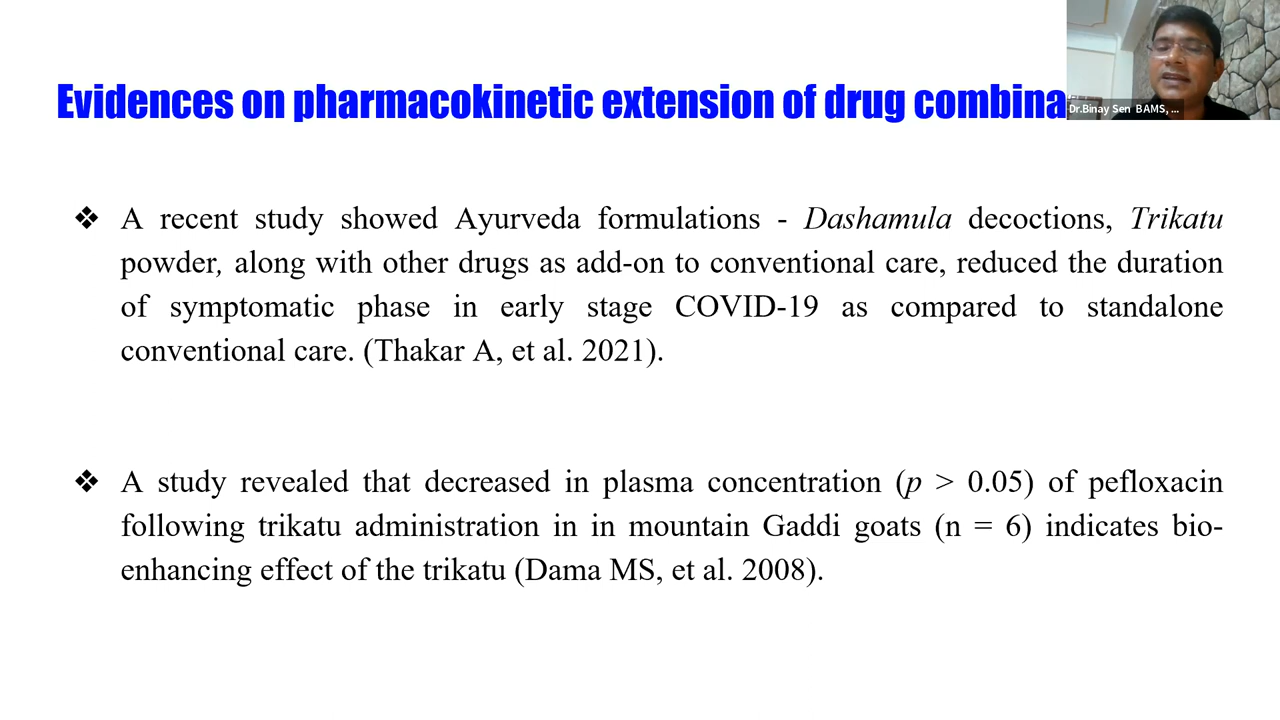 Evidences on pharmacokinetic extension of drug combina
Dr.Binay Sen BAMS, ...
❖ A recent study showed Ayurveda formulations - Dashamula decoctions, Trikatu
powder, along with other drugs as add-on to conventional care, reduced the duration
of symptomatic phase in early stage COVID-19 as compared to standalone
conventional care. (Thakar A, et al. 2021).
❖ A study revealed that decreased in plasma concentration (p > 0.05) of pefloxacin
following trikatu administration in in mountain Gaddi goats (n = 6) indicates bio-
enhancing effect of the trikatu (Dama MS, et al. 2008).